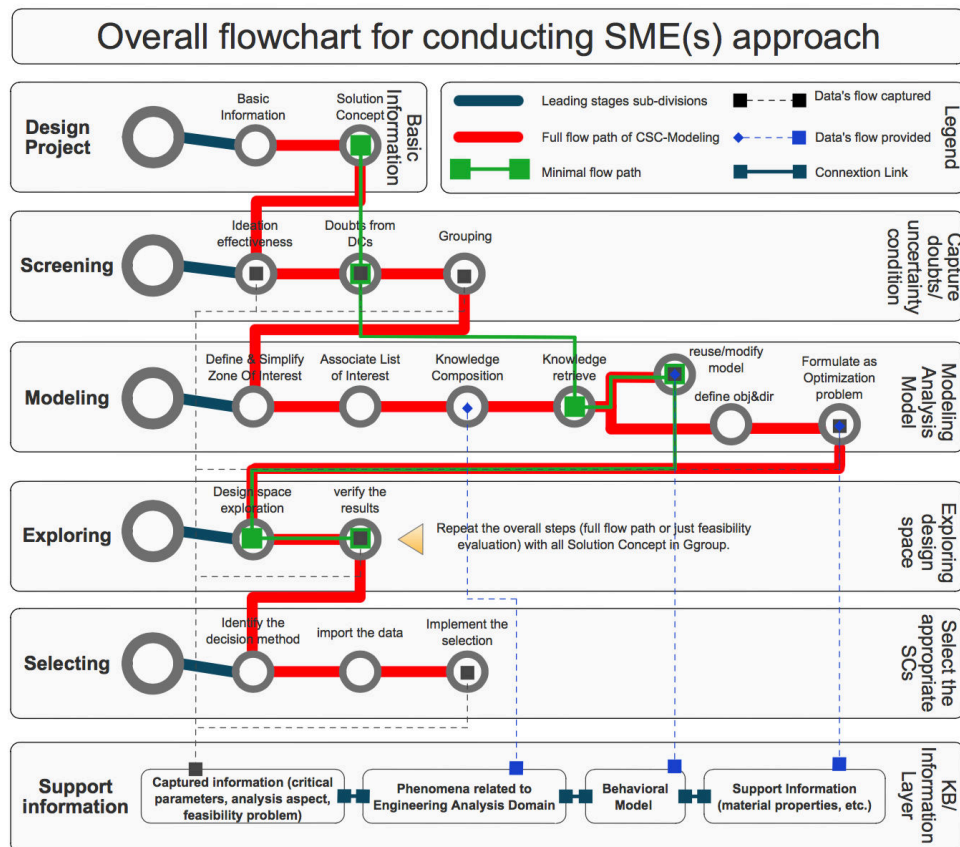 Overall flowchart for conducting SME(s) approach
Design
Project
Basic
Information
Solution
Concept
Basic
Information
Leading stages sub-divisions
Full flow path of CSC-Modeling
Minimal flow path
Data's flow captured
Data's flow provided
Connextion Link
Legend
Screening
Ideation
effectiveness
Doubts from
DCs
Grouping
Capture
doubts/
uncertainty
condition
Modeling
Define & Simplify
Zone Of Interest
Associate List
of Interest
Knowledge
Composition
Knowledge
retrieve
reuse/modify
model
define obj&dir
Formulate as
Optimization
problem
Modeling
Analysis
Model
Exploring
Design space
exploration
verify the
results
Repeat the overall steps (full flow path or just feasibility
evaluation) with all Solution Concept in Ggroup.
Exploring
design
space
Selecting
Identify the
decision method
import the data
Implement the
selection
Select the
appropriate
SCs
Support
information
Captured information (critical
parameters, analysis aspect,
feasibility problem)
Phenomena related to
Engineering Analysis Domain
Behavioral
Model
Support Information
(material properties, etc.)
KB/
Information
Layer